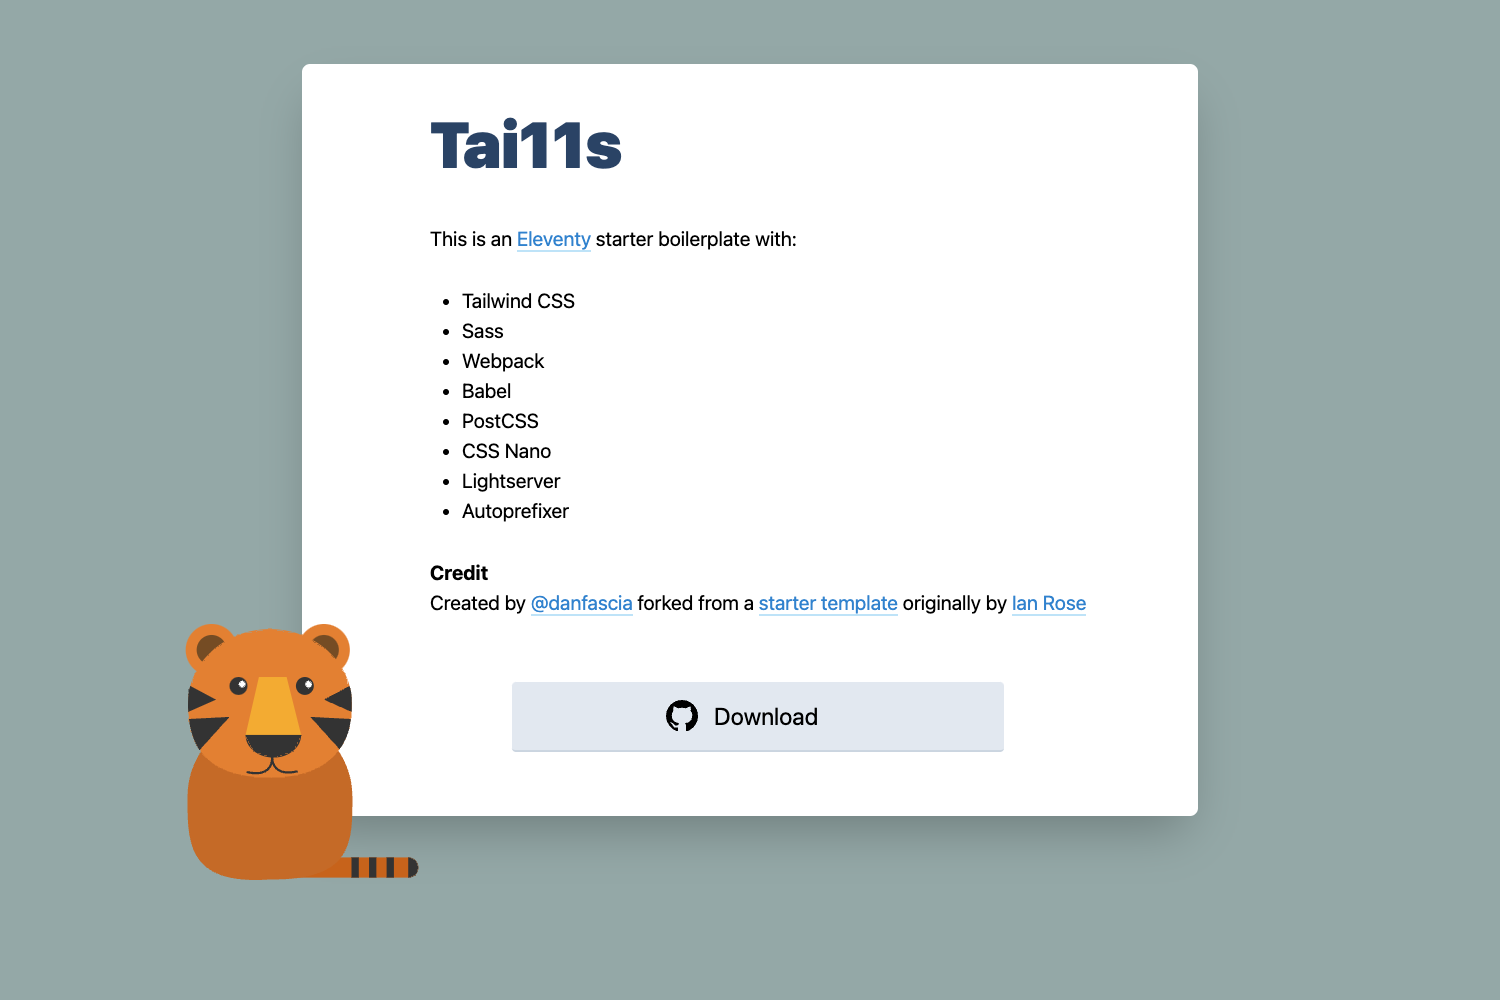 Tai11s
This is an Eleventy starter boilerplate with:
Tailwind CSS
Sass
Webpack
Babel
PostCSS
CSS Nano
Lightserver
Autoprefixer
Credit
Created by @danfascia forked from a starter template originally by Ian Rose
Download